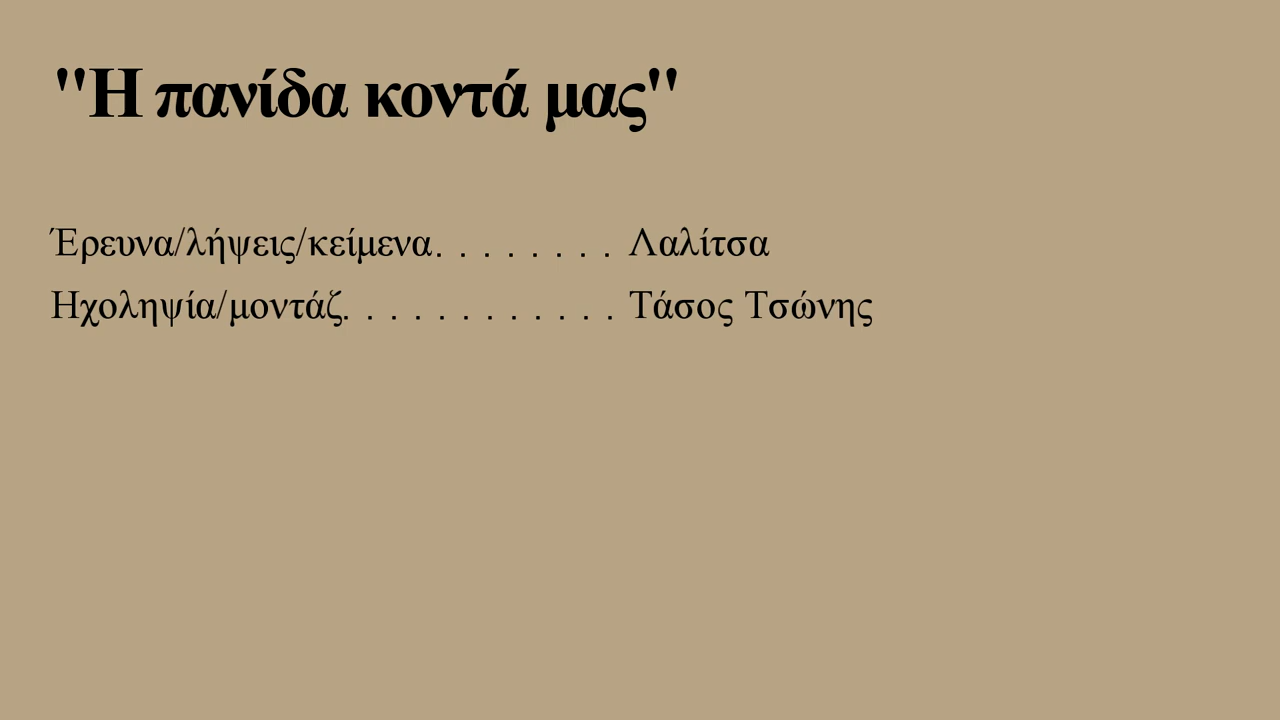 "Η πανίδα κοντά μας"
Έρευνα/λήψεις/κείμενα. . . . . . . . Λαλίτσα
Ηχοληψία/μοντάζ. . . . . . . . . . . . Τάσος Τσώνης